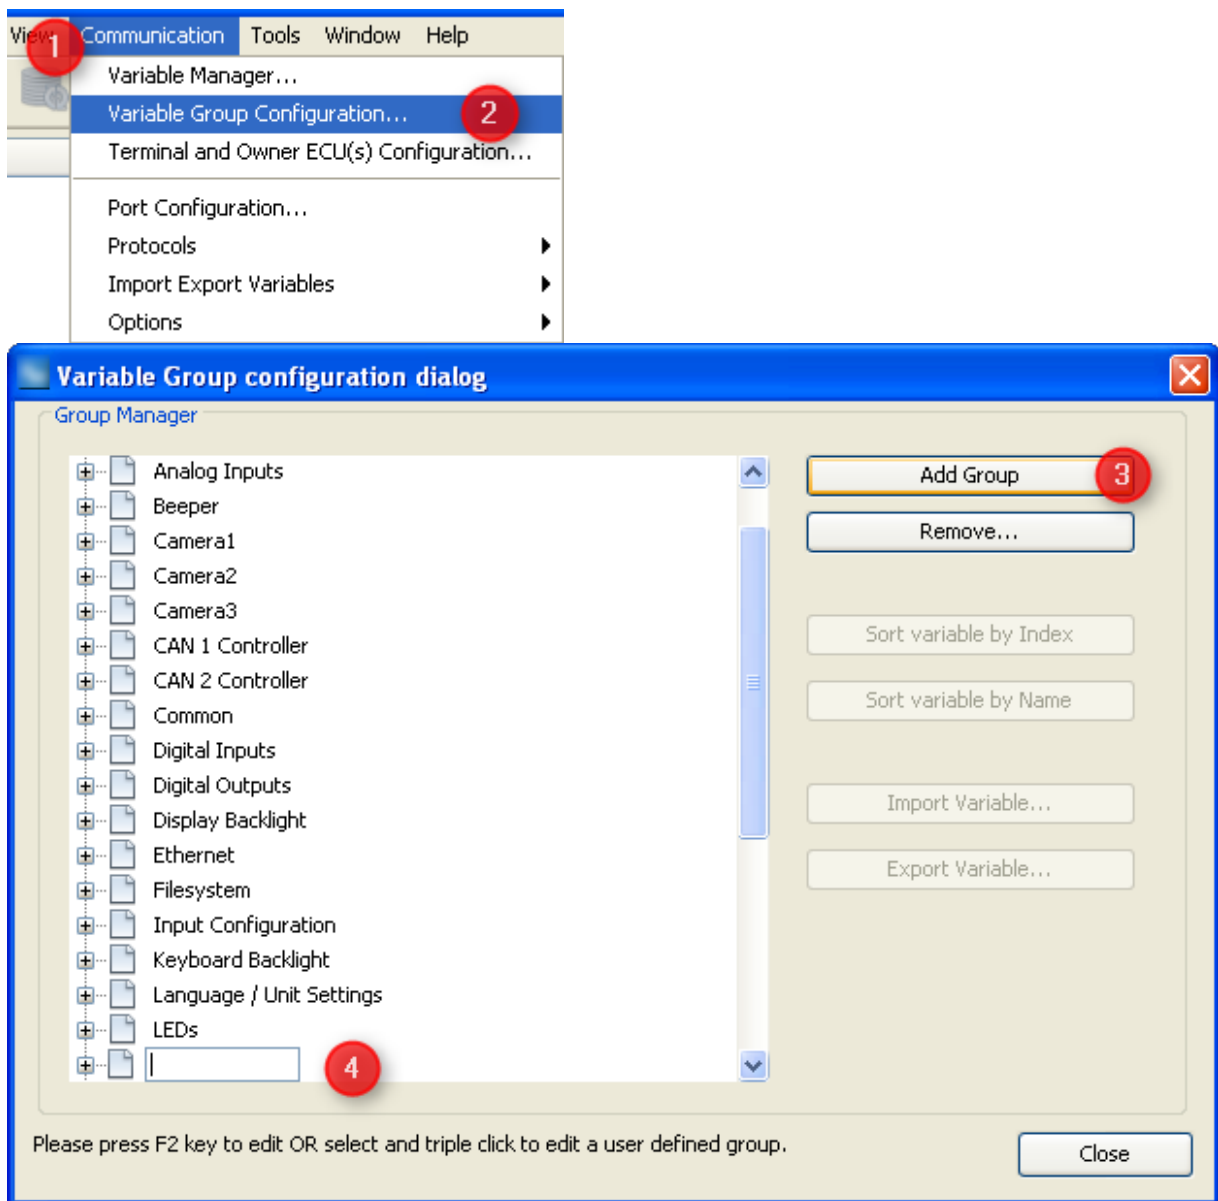 View Communication Tools Window Help
1
Variable Manager...
Variable Group Configuration... 2
Terminal and Owner ECU(s) Configuration...
Port Configuration...
Protocols
Import Export Variables
Options
Variable Group configuration dialog
Group Manager
Analog Inputs
Beeper
Camera1
Camera2
Camera3
CAN 1 Controller
CAN 2 Controller
Common
Digital Inputs
Digital Outputs
Display Backlight
Ethernet
Filesystem
Input Configuration
Keyboard Backlight
Language / Unit Settings
LEDs
4
Add Group 3
Remove...
Sort variable by Index
Sort variable by Name
Import Variable...
Export Variable...
Please press F2 key to edit OR select and triple click to edit a user defined group.
Close